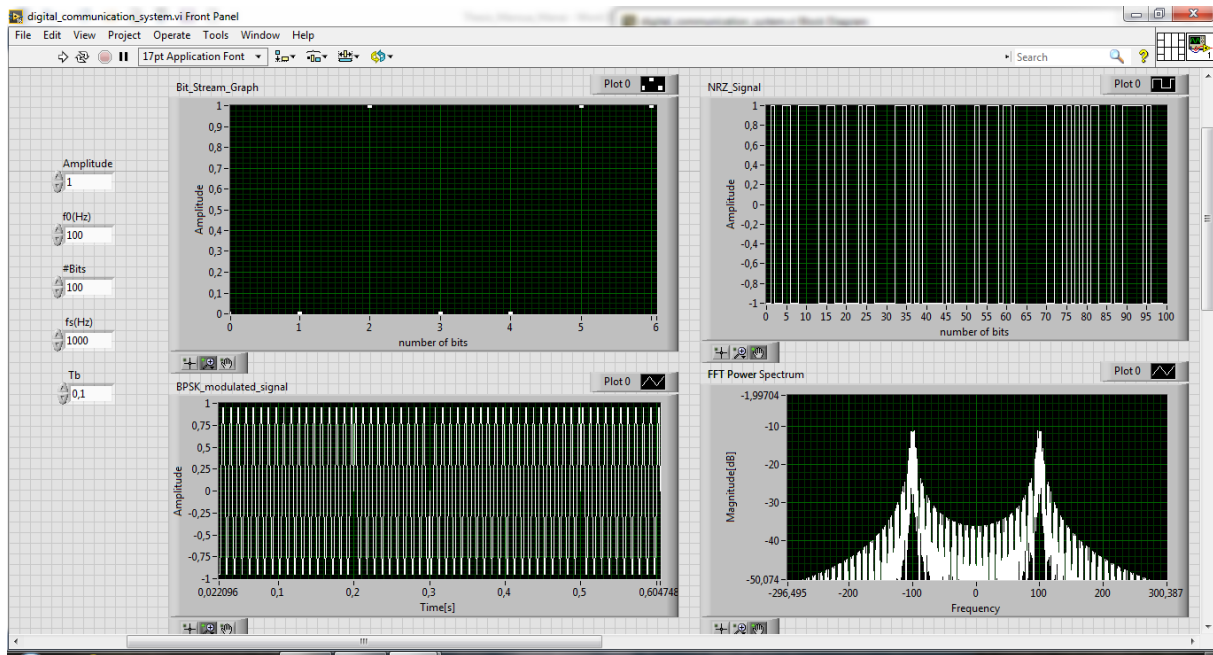 digital_communication_system.vi Front Panel
File Edit View Project Operate Tools Window Help
17pt Application Font
Search
1
Amplitude
1
f0(Hz)
100
#Bits
100
fs(Hz)
1000
Tb
0,1
Bit_Stream_Graph
Plot 0
1
0,9
0,8
0,7
0,6
0,5
0,4
0,3
0,2
0,1
0
Amplitude
0 1 2 3 4 5 6
number of bits
NRZ_Signal
Plot 0
1
0,8
0,6
0,4
0,2
0
-0,2
-0,4
-0,6
-0,8
-1
Amplitude
0 5 10 15 20 25 30 35 40 45 50 55 60 65 70 75 80 85 90 95 100
number of bits
BPSK_modulated_signal
Plot 0
1
0,75
0,5
0,25
0
-0,25
-0,5
-0,75
-1
Amplitude
0,022096 0,1 0,2 0,3 0,4 0,5 0,604748
Time[s]
FFT Power Spectrum
Plot 0
-1,99704
-10
-20
-30
-40
-50,074
Magnitude[dB]
-296,495 -200 -100 0 100 200 300,387
Frequency